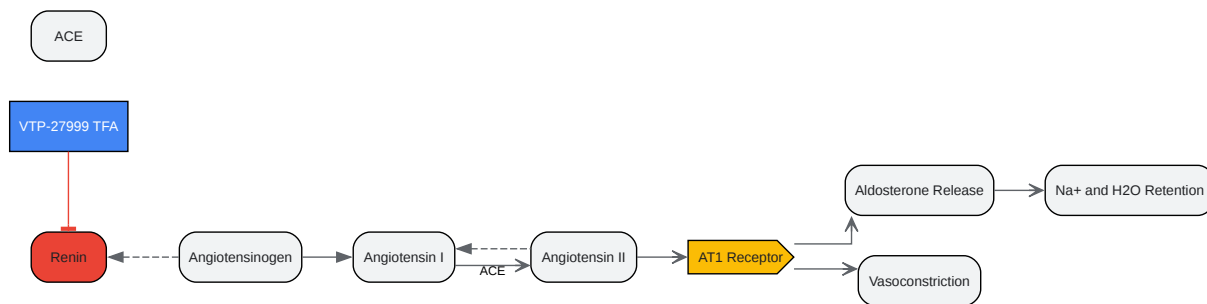 ACE
VTP-27999 TFA
Aldosterone Release
Na+ and H2O Retention
Renin
Angiotensinogen
Angiotensin I
ACE
Angiotensin II
AT1 Receptor
Vasoconstriction